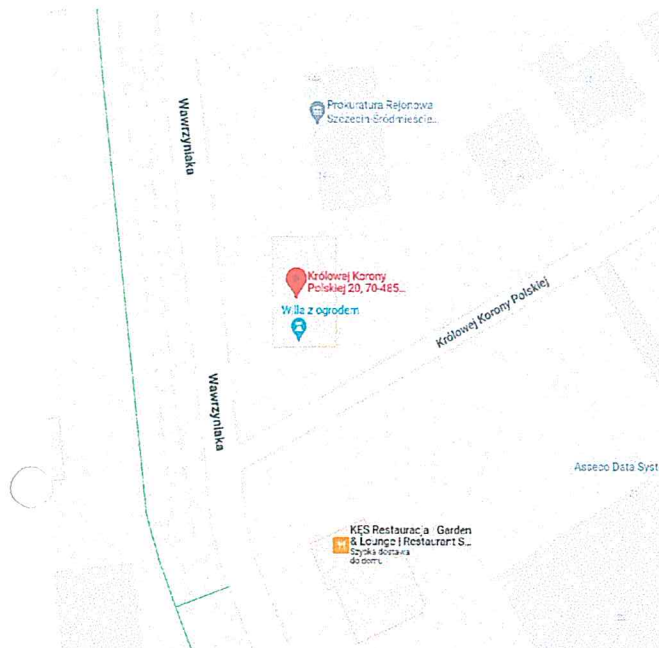 Wawrzyniaka
Prokuratura Rejonowa
Szczecin-Śródmieście...
Królowej Korony
Polskiej 20, 70-485...
Willa z ogrodem
Królowej Korony Polskiej
Wawrzyniaka
Asseco Data Syst
KĘS Restauracja | Garden
& Lounge | Restaurant S...
Szybka dostawa
do domu